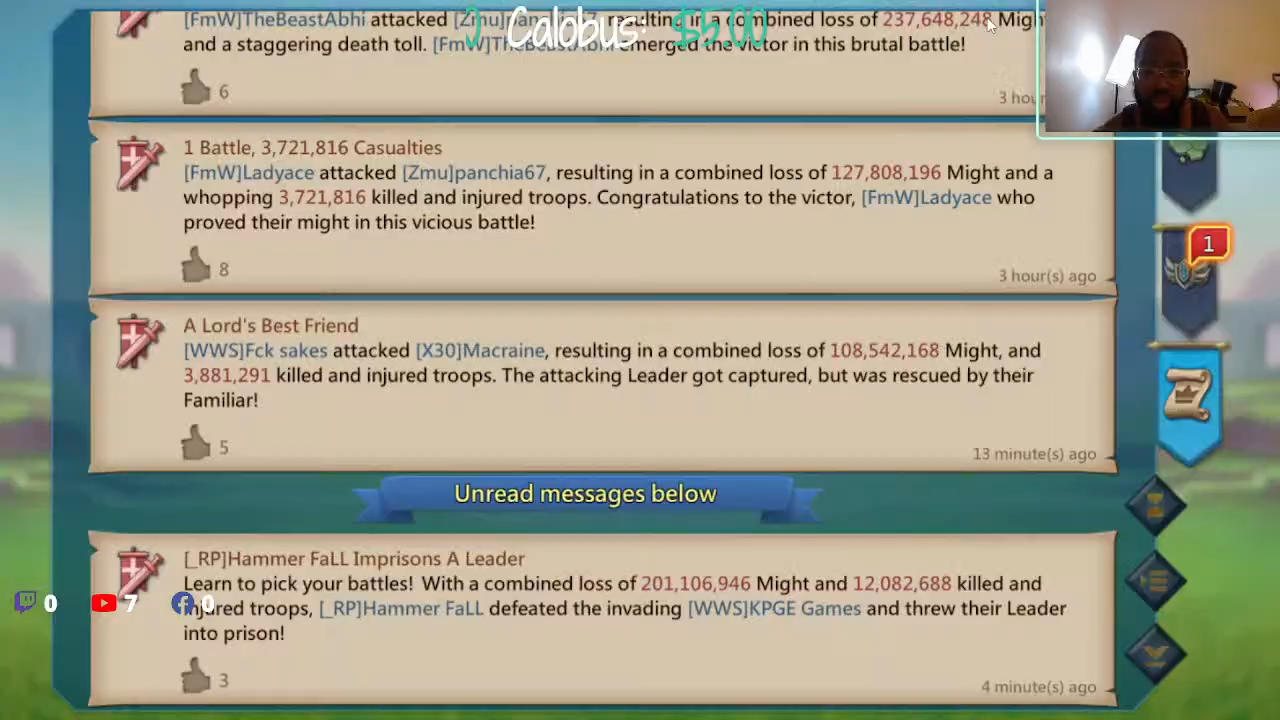 [FmW]TheBeastAbhi attacked resulting in a combined loss of 237,648,248 Might
and a staggering death toll. [FmW]TheBeastAbhi emerged the victor in this brutal battle!
Calobus: $5.00
6
3 hour
1 Battle, 3,721,816 Casualties
[FmW]Ladyace attacked [Zmu]panchia67, resulting in a combined loss of 127,808,196 Might and a
whopping 3,721,816 killed and injured troops. Congratulations to the victor, [FmW]Ladyace who
proved their might in this vicious battle!
8
3 hour(s) ago
1
A Lord's Best Friend
[WWS]Fck sakes attacked [X30]Macraine, resulting in a combined loss of 108,542,168 Might, and
3,881,291 killed and injured troops. The attacking Leader got captured, but was rescued by their
Familiar!
5
13 minute(s) ago
Unread messages below
[_RP]Hammer FaLL Imprisons A Leader
Learn to pick your battles! With a combined loss of 201,106,946 Might and 12,082,688 killed and
injured troops, [_RP]Hammer FaLL defeated the invading [WWS]KPGE Games and threw their Leader
into prison!
0 7 0
3
4 minute(s) ago